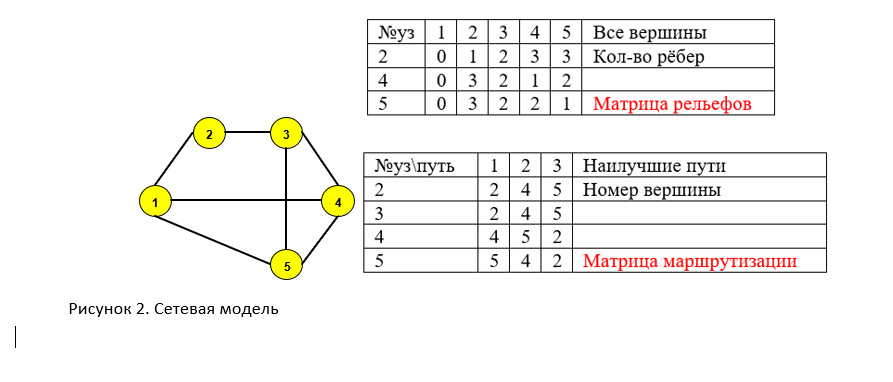 №уз 1 2 3 4 5 Все вершины
2 0 1 2 3 3 Кол-во рёбер
4 0 3 2 1 2
5 0 3 2 2 1 Матрица рельефов
2 3
1 4
5
№уз\путь 1 2 3 Наилучшие пути
2 2 4 5 Номер вершины
3 2 4 5
4 4 5 2
5 5 4 2 Матрица маршрутизации
Рисунок 2. Сетевая модель